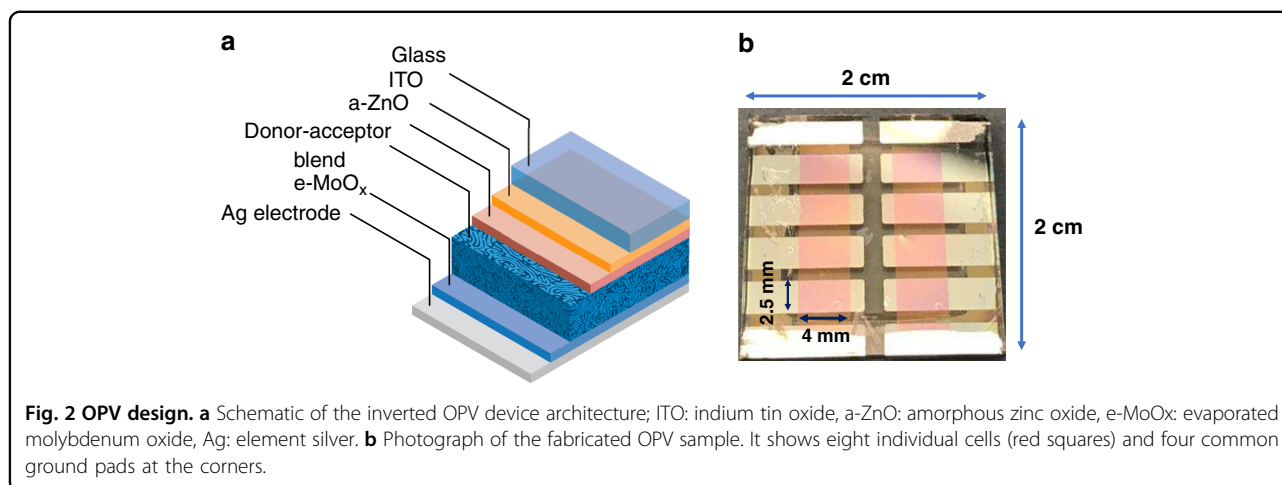 a
Glass
ITO
a-ZnO
Donor-acceptor
blend
e-MoOx
Ag electrode
b
2 cm
2 cm
2.5 mm
4 mm
Fig. 2 OPV design. a Schematic of the inverted OPV device architecture; ITO: indium tin oxide, a-ZnO: amorphous zinc oxide, e-MoOx: evaporated
molybdenum oxide, Ag: element silver. b Photograph of the fabricated OPV sample. It shows eight individual cells (red squares) and four common
ground pads at the corners.